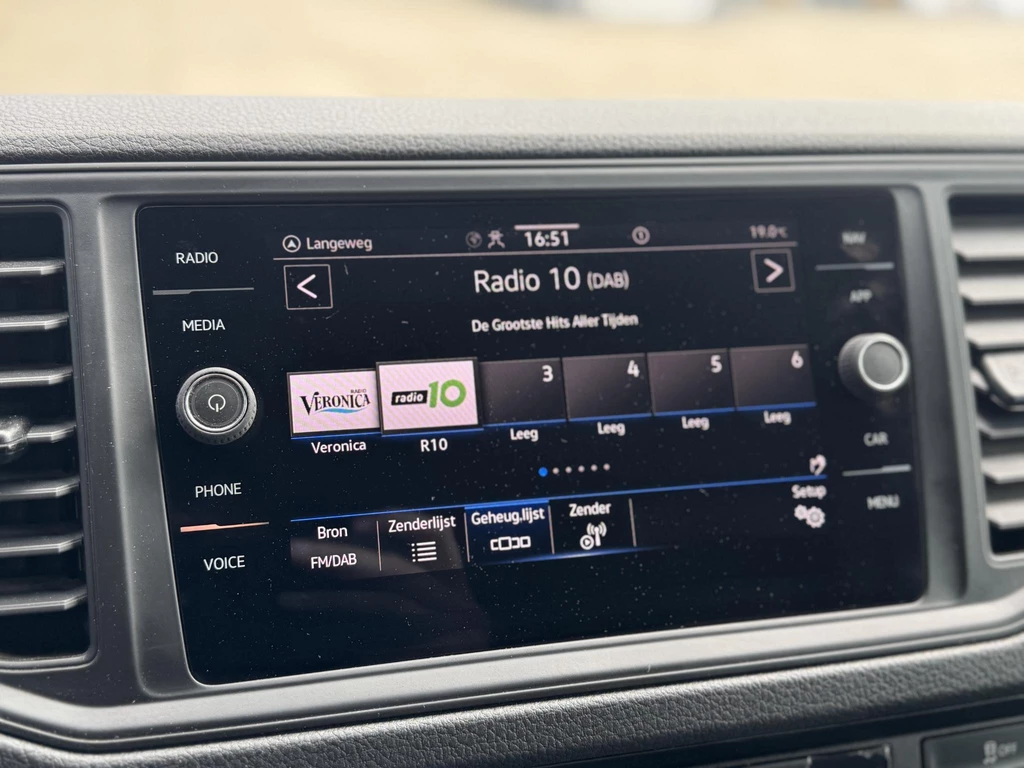 RADIO
MEDIA
PHONE
VOICE
Langeweg
16:51
19.0°C
Radio 10 (DAB)
De Grootste Hits Aller Tijden
RADIO
VERONICA
radio 10
3
4
5
6
Veronica
R10
Leeg
Leeg
Leeg
Leeg
Bron
FM/DAB
Zenderlijst
Geheug.lijst
Zender
Setup
NAV
APP
CAR
MENU
OFF